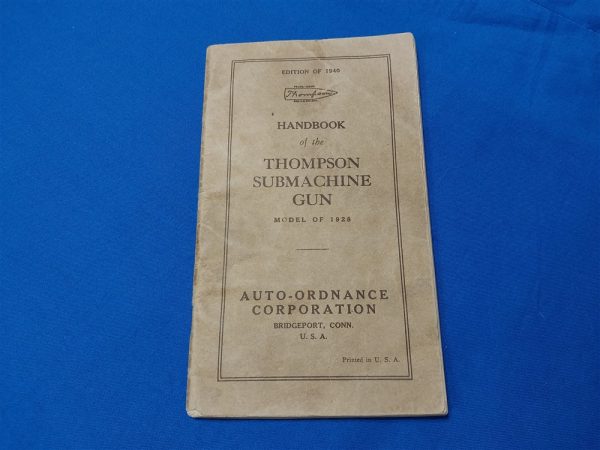 EDITION OF 1940
Thompson
HANDBOOK
of the
THOMPSON
SUBMACHINE
GUN
MODEL OF 1928
AUTO-ORDNANCE
CORPORATION
BRIDGEPORT, CONN.
U. S. A.
Printed in U. S. A.